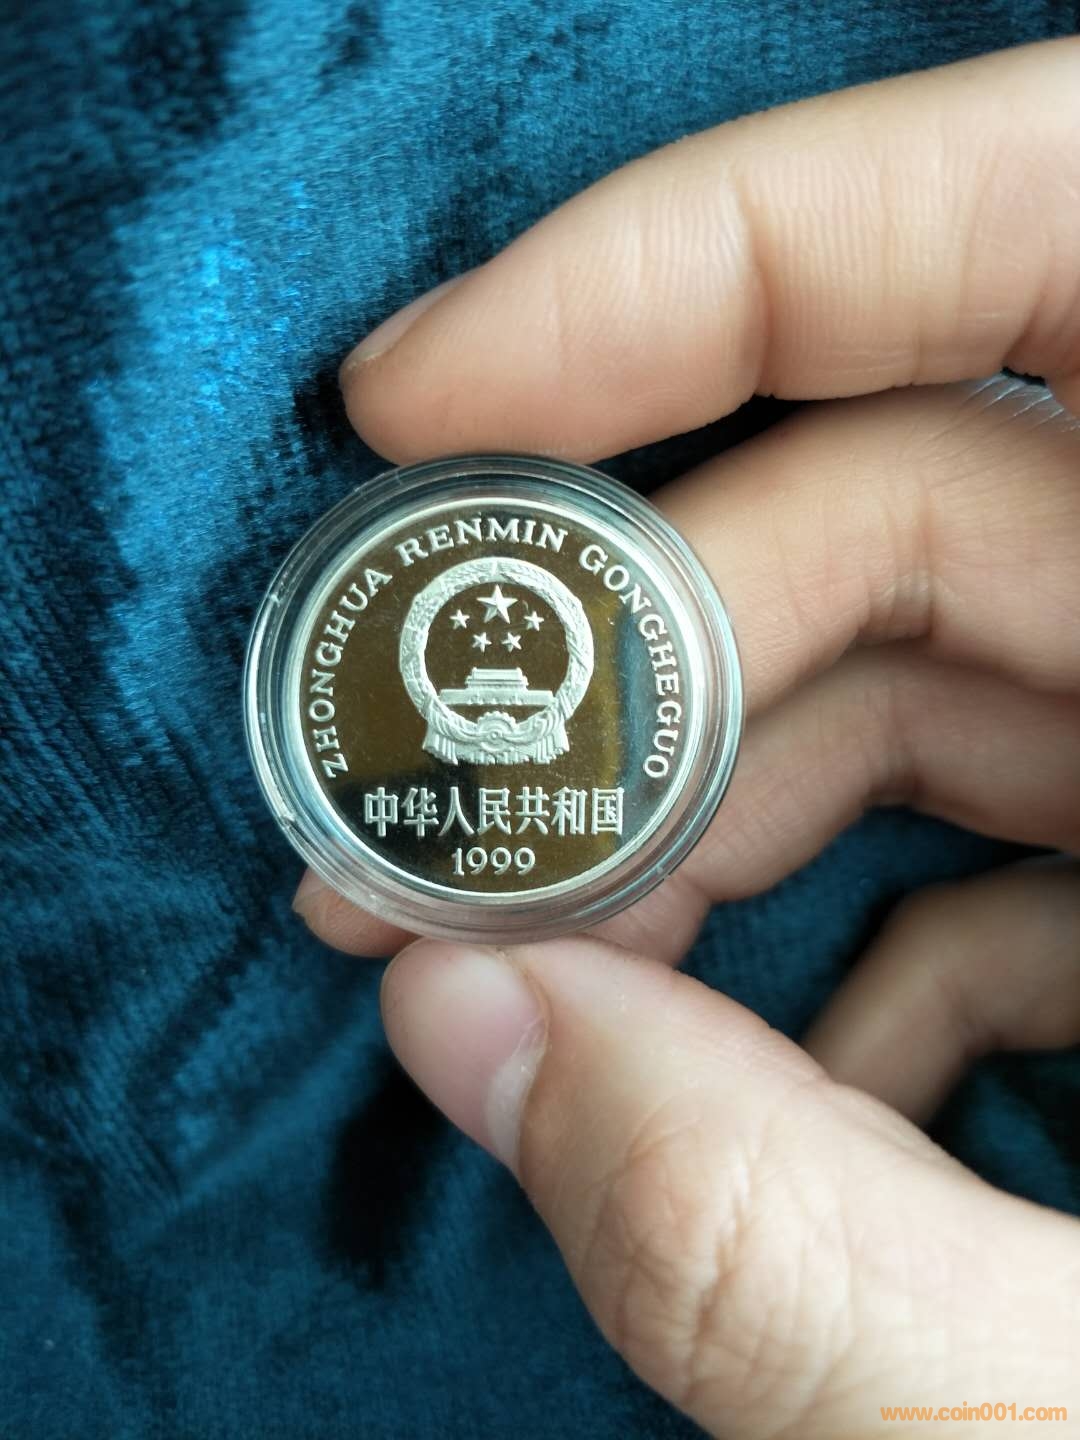 ZHONGHUA RENMIN GONGHEGUO
中华人民共和国
1999
www.coin001.com